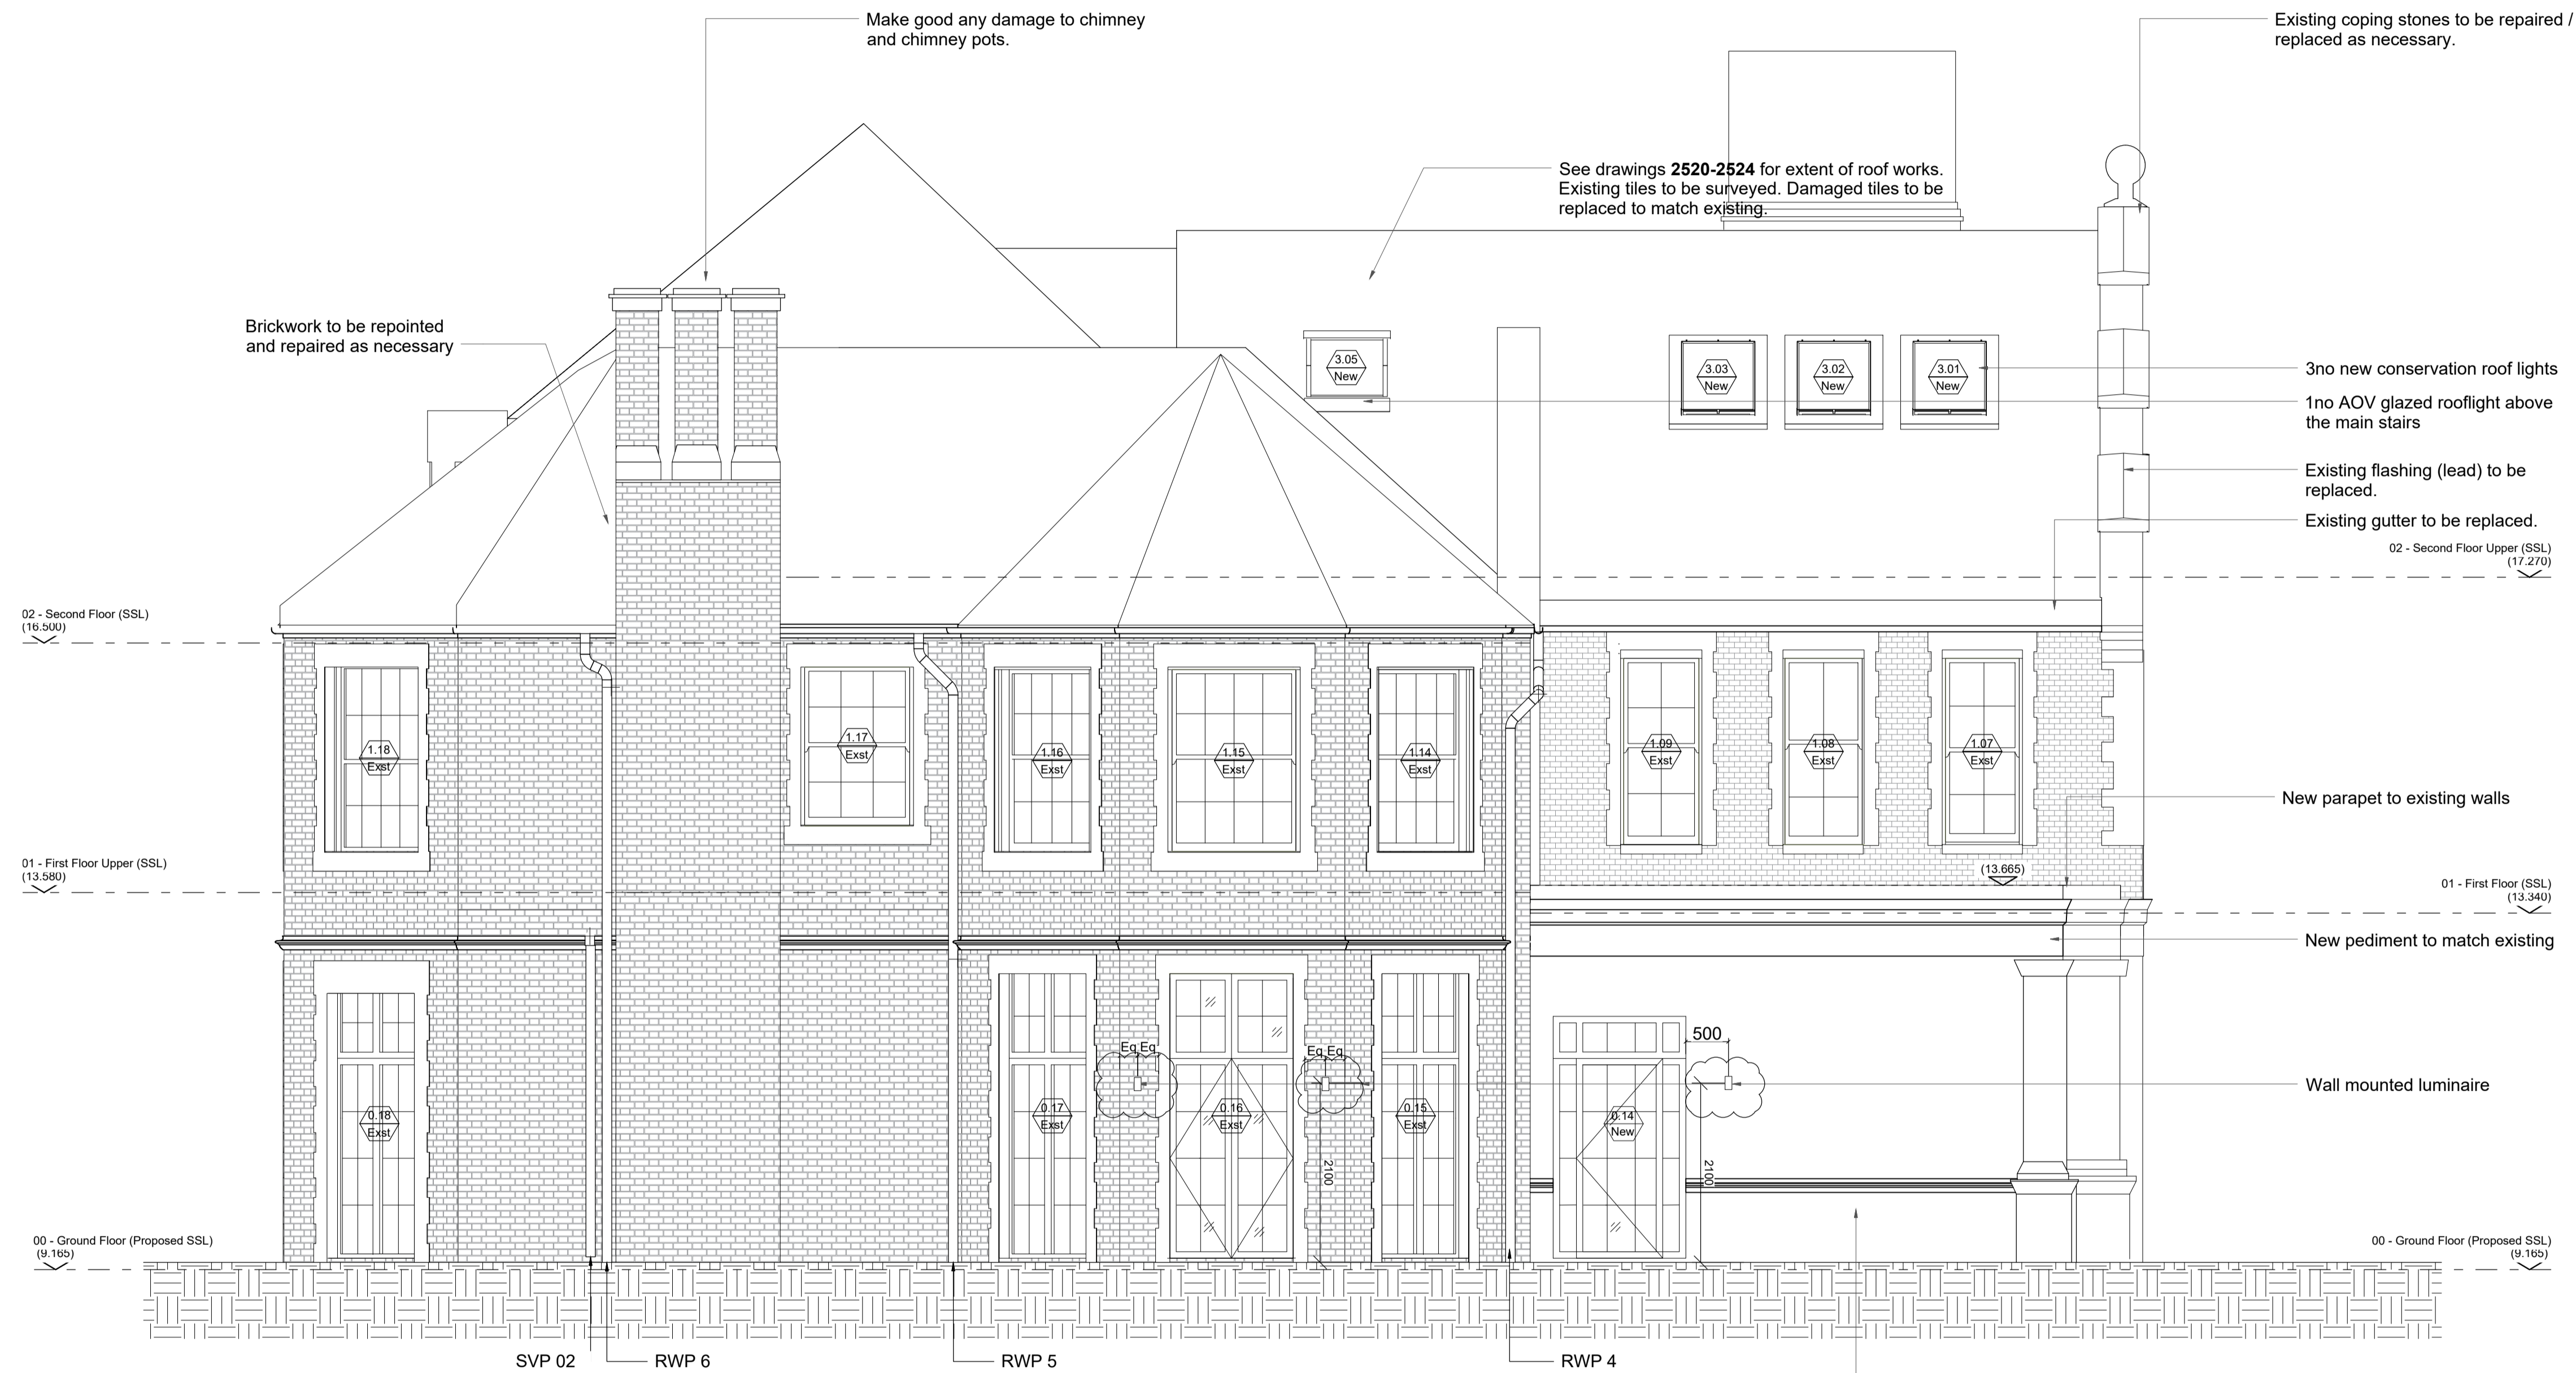 Make good any damage to chimney
and chimney pots.
Existing coping stones to be repaired /
replaced as necessary.
See drawings 2520-2524 for extent of roof works.
Existing tiles to be surveyed. Damaged tiles to be
replaced to match existing.
Brickwork to be repointed
and repaired as necessary
3.05
New
3.03
New
3.02
New
3.01
New
3no new conservation roof lights
1no AOV glazed rooflight above
the main stairs
Existing flashing (lead) to be
replaced.
Existing gutter to be replaced.
02 - Second Floor Upper (SSL)
(17.270)
02 - Second Floor (SSL)
(16.500)
1.18
Exst
1.17
Exst
1.16
Exst
1.15
Exst
1.14
Exst
1.09
Exst
1.08
Exst
1.07
Exst
New parapet to existing walls
01 - First Floor Upper (SSL)
(13.580)
(13.665)
01 - First Floor (SSL)
(13.340)
New pediment to match existing
500
Eq Eq
Eq Eq
Wall mounted luminaire
0.18
Exst
0.17
Exst
0.16
Exst
0.15
Exst
0.14
New
2100
2100
00 - Ground Floor (Proposed SSL)
(9.165)
00 - Ground Floor (Proposed SSL)
(9.165)
SVP 02
RWP 6
RWP 5
RWP 4